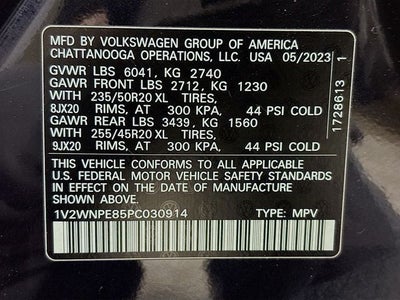 MFD BY VOLKSWAGEN GROUP OF AMERICA
CHATTANOOGA OPERATIONS, LLC. USA 05/2023
GVWR LBS 6041, KG 2740
GAWR FRONT LBS 2712, KG 1230
WITH 235/50R20 XL TIRES,
8JX20 RIMS, AT 300 KPA, 44 PSI COLD
GAWR REAR LBS 3439, KG 1560
WITH 255/45R20 XL TIRES,
9JX20 RIMS, AT 300 KPA, 44 PSI COLD
THIS VEHICLE CONFORMS TO ALL APPLICABLE
U.S. FEDERAL MOTOR VEHICLE SAFETY STANDARDS
IN EFFECT ON THE DATE OF MANUFACTURE
SHOWN ABOVE
1V2WNPE85PC030914 TYPE: MPV
1728613 1